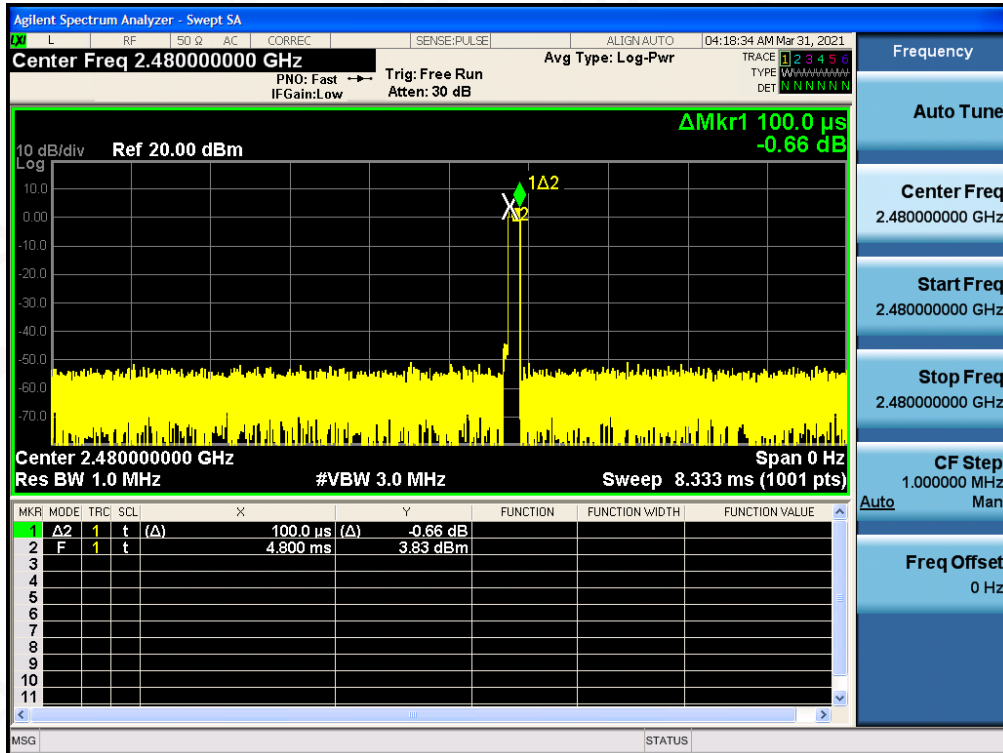 Agilent Spectrum Analyzer - Swept SA
LXI L RF 50 Ω AC CORREC SENSE:PULSE ALIGN AUTO 04:18:34 AM Mar 31, 2021
Center Freq 2.480000000 GHz
Avg Type: Log-Pwr
TRACE 1 2 3 4 5 6
PNO: Fast Trig: Free Run
TYPE
IFGain:Low Atten: 30 dB
DET N N N N N N
ΔMkr1 100.0 µs
-0.66 dB
10 dB/div Ref 20.00 dBm
Log
10.0
0.00
-10.0
-20.0
-30.0
-40.0
-50.0
-60.0
-70.0
1Δ2
X2
Center 2.480000000 GHz Span 0 Hz
Res BW 1.0 MHz #VBW 3.0 MHz Sweep 8.333 ms (1001 pts)
MKR MODE TRC SCL X Y FUNCTION FUNCTION WIDTH FUNCTION VALUE
1 Δ2 1 t (Δ) 100.0 µs (Δ) -0.66 dB
2 F 1 t 4.800 ms 3.83 dBm
3
4
5
6
7
8
9
10
11
MSG STATUS
Frequency
Auto Tune
Center Freq
2.480000000 GHz
Start Freq
2.480000000 GHz
Stop Freq
2.480000000 GHz
CF Step
1.000000 MHz
Auto Man
Freq Offset
0 Hz